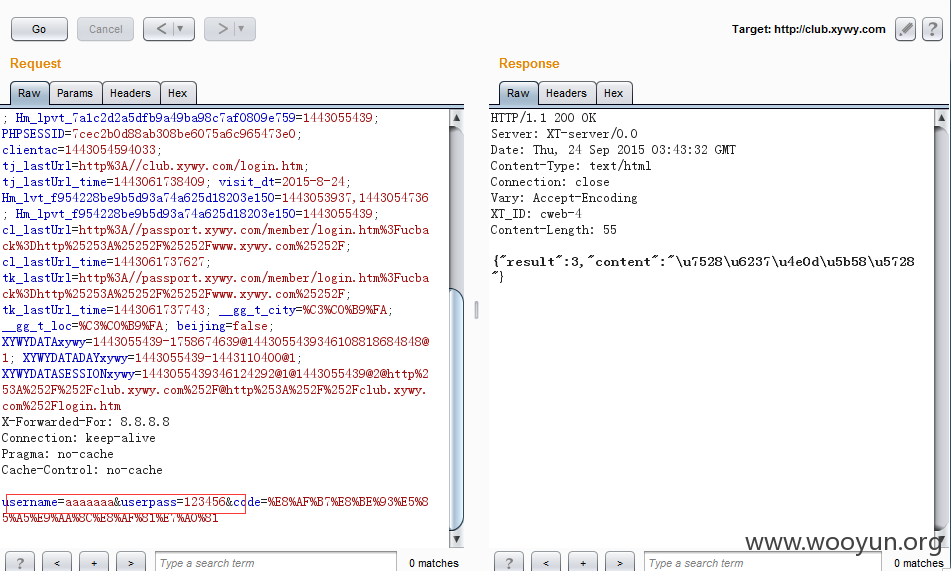 Go
Cancel
<
>
Target: http://club.xywy.com
?
Request
Raw
Params
Headers
Hex
; Hm_lpvt_7a1c2d2a5dfb9a49ba98c7af0809e759=1443055439;
PHPSESSID=7cec2b0d88ab308be6075a6c965473e0;
clientac=1443054594033;
tj_lastUrl=http%3A//club.xywy.com/login.htm;
tj_lastUrl_time=1443061738409; visit_dt=2015-8-24;
Hm_lvt_f954228be9b5d93a74a625d18203e150=1443053937,1443054736
; Hm_lpvt_f954228be9b5d93a74a625d18203e150=1443055439;
cl_lastUrl=http%3A//passport.xywy.com/member/login.htm%3Fucba
ck%3Dhttp%25253A%25252F%25252Fwww.xywy.com%25252F;
cl_lastUrl_time=1443061737627;
tk_lastUrl=http%3A//passport.xywy.com/member/login.htm%3Fucba
ck%3Dhttp%25253A%25252F%25252Fwww.xywy.com%25252F;
tk_lastUrl_time=1443061737743; __gg_t_city=%C3%C0%B9%FA;
__gg_t_loc=%C3%C0%B9%FA; beijing=false;
XYWYDATAxywy=1443055439-1758674639@1443055439346108818684848@
1; XYWYDATADAYxywy=1443055439-1443110400@1;
XYWYDATASESSIONxywy=1443055439346124292@1@1443055439@2@http%2
53A%252F%252Fclub.xywy.com%252F@http%253A%252F%252Fclub.xywy.
com%252Flogin.htm
X-Forwarded-For: 8.8.8.8
Connection: keep-alive
Pragma: no-cache
Cache-Control: no-cache
username=aaaaaaa&userpass=123456&code=%E8%AF%B7%E8%BE%93%E5%8
5%A5%E9%AA%8C%E8%AF%81%E7%A0%81
?
<
+
>
Type a search term
0 matches
Response
Raw
Headers
Hex
HTTP/1.1 200 OK
Server: XT-server/0.0
Date: Thu, 24 Sep 2015 03:43:32 GMT
Content-Type: text/html
Connection: close
Vary: Accept-Encoding
XT_ID: cweb-4
Content-Length: 55
{"result":3,"content":"\u7528\u6237\u4e0d\u5b58\u5728
"}
www.wooyun.org
?
<
+
>
Type a search term
0 matches